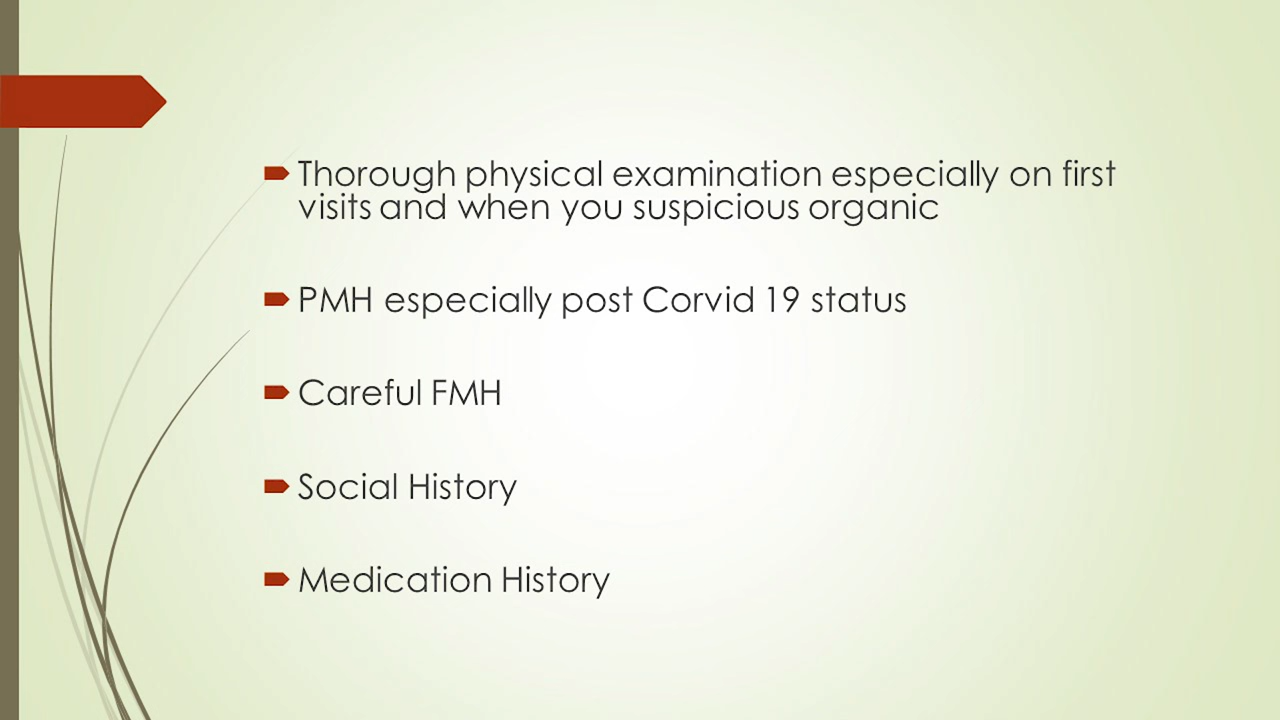 Thorough physical examination especially on first
visits and when you suspicious organic
PMH especially post Corvid 19 status
Careful FMH
Social History
Medication History